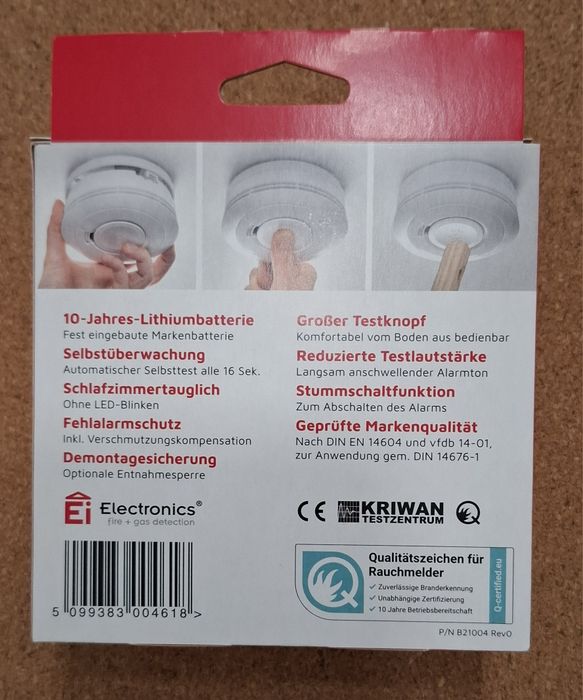 10-Jahres-Lithiumbatterie
Fest eingebaute Markenbatterie
Selbstüberwachung
Automatischer Selbsttest alle 16 Sek.
Schlafzimmertauglich
Ohne LED-Blinken
Fehlalarmschutz
Inkl. Verschmutzungskompensation
Demontagesicherung
Optionale Entnahmesperre
Großer Testknopf
Komfortabel vom Boden aus bedienbar
Reduzierte Testlautstärke
Langsam anschwellender Alarmton
Stummschaltfunktion
Zum Abschalten des Alarms
Geprüfte Markenqualität
Nach DIN EN 14604 und vfdb 14-01,
zur Anwendung gem. DIN 14676-1
Ei Electronics®
fire + gas detection
CE KRIWAN
TESTZENTRUM
Q
5 099383 004618 >
Qualitätszeichen für
Rauchmelder
✓ Zuverlässige Branderkennung
✓ Unabhängige Zertifizierung
✓ 10 Jahre Betriebsbereitschaft
Q-certified.eu
P/N B21004 Rev0